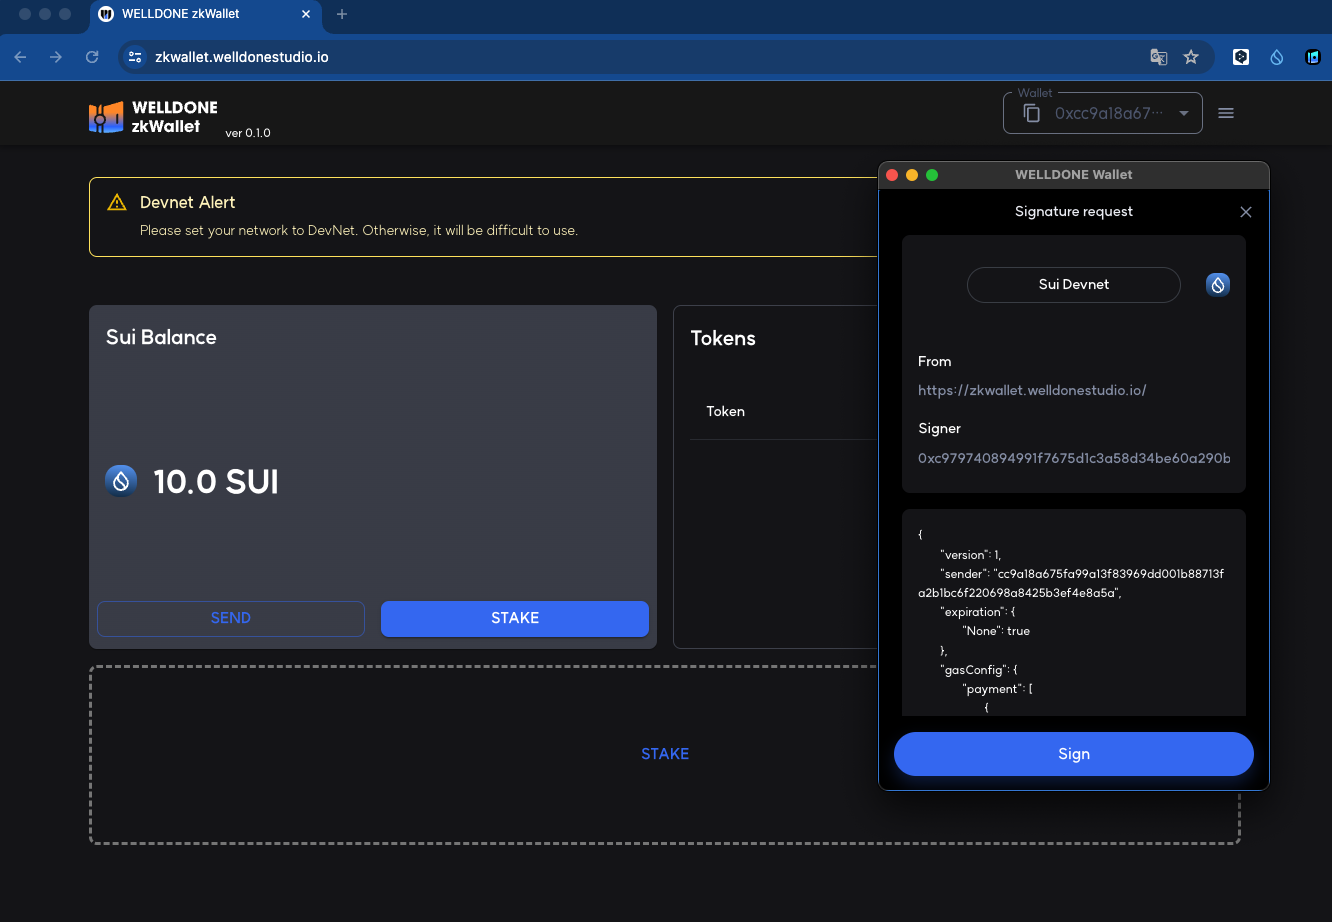 WELLDONE zkWallet
zkwallet.welldonestudio.io
WELLDONE
zkWallet
ver 0.1.0
Wallet
0xcc9a18a67···
Devnet Alert
Please set your network to DevNet. Otherwise, it will be difficult to use.
Sui Balance
10.0 SUI
SEND
STAKE
Tokens
Token
STAKE
WELLDONE Wallet
Signature request
Sui Devnet
From
https://zkwallet.welldonestudio.io/
Signer
0xc979740894991f7675d1c3a58d34be60a290b
{
"version": 1,
"sender": "cc9a18a675fa99a13f83969dd001b88713f
a2b1bc6f220698a8425b3ef4e8a5a",
"expiration": {
"None": true
},
"gasConfig": {
"payment": [
{
Sign